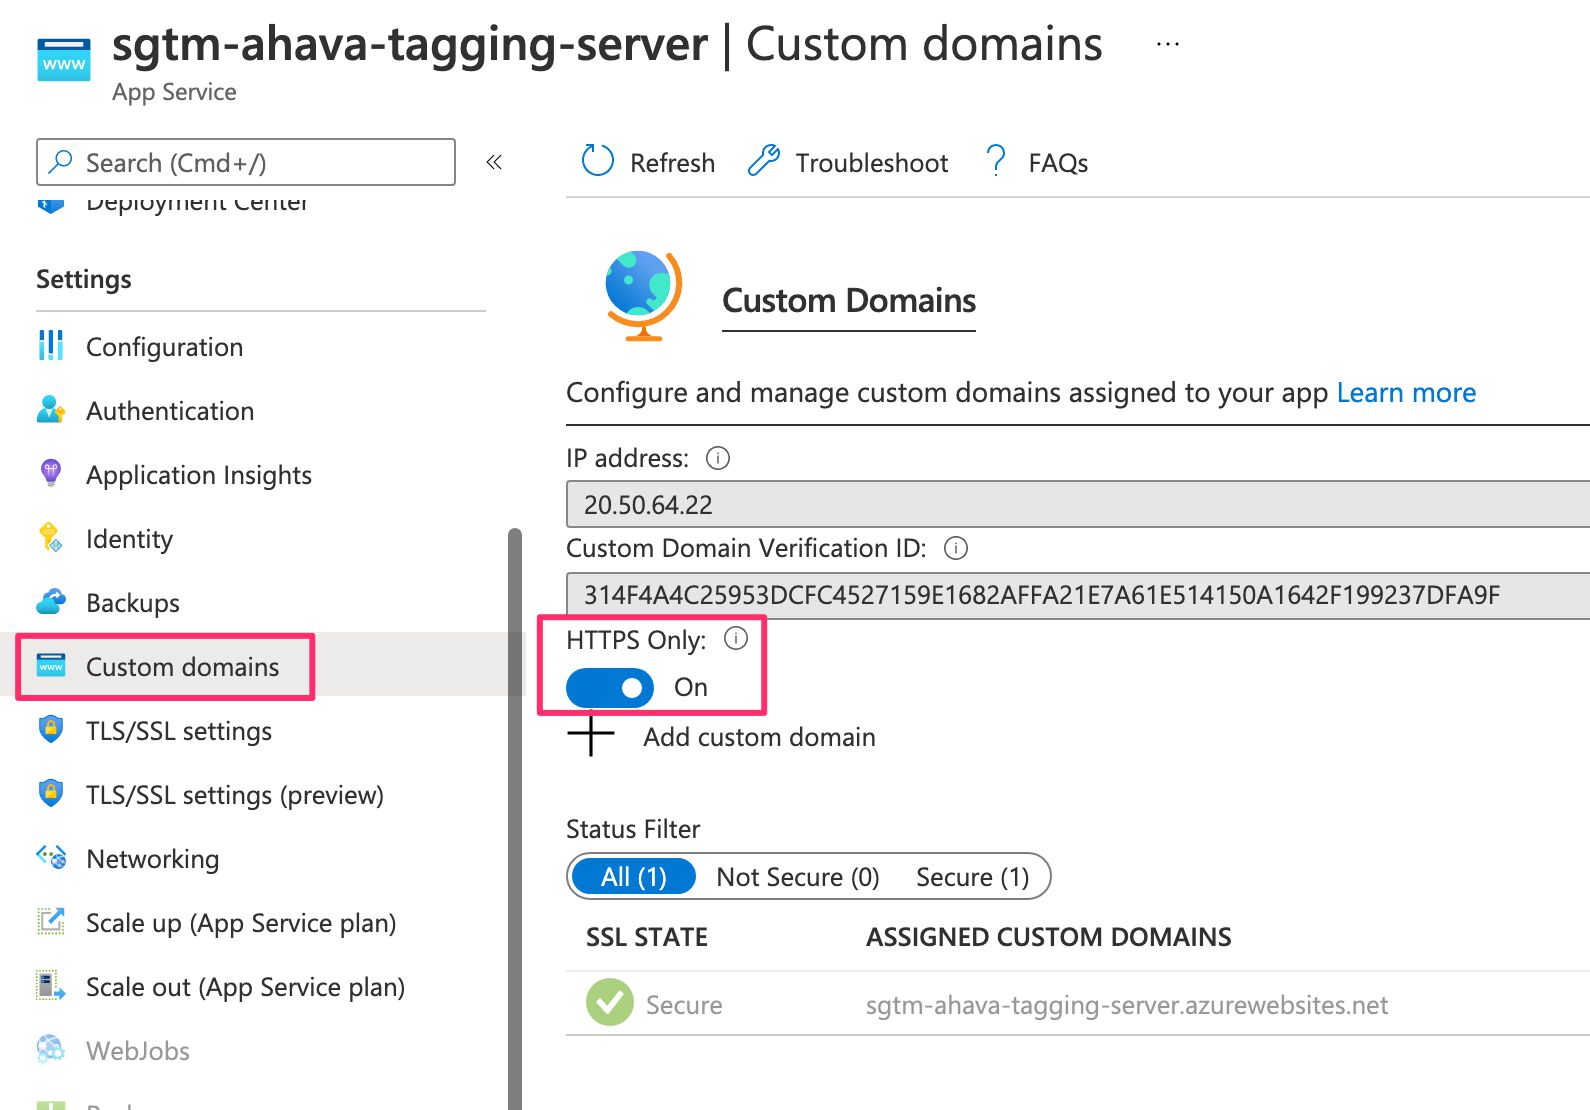 www
sgtm-ahava-tagging-server | Custom domains ...
App Service
Search (Cmd+/)
«
Refresh
Troubleshoot
? FAQs
Deployment Center
Settings
Configuration
Authentication
Application Insights
Identity
Backups
www Custom domains
TLS/SSL settings
TLS/SSL settings (preview)
Networking
Scale up (App Service plan)
Scale out (App Service plan)
WebJobs
Custom Domains
Configure and manage custom domains assigned to your app Learn more
IP address: i
20.50.64.22
Custom Domain Verification ID: i
314F4A4C25953DCFC4527159E1682AFFA21E7A61E514150A1642F199237DFA9F
HTTPS Only: i
On
Add custom domain
Status Filter
All (1) Not Secure (0) Secure (1)
SSL STATE ASSIGNED CUSTOM DOMAINS
Secure sgtm-ahava-tagging-server.azurewebsites.net